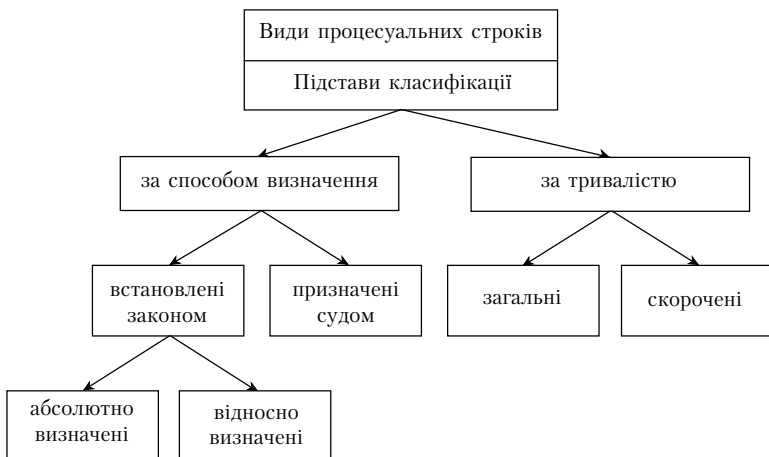 Види процесуальних строків
Підстави класифікації
за способом визначення
за тривалістю
встановлені
законом
призначені
судом
загальні
скорочені
абсолютно
визначені
відносно
визначені